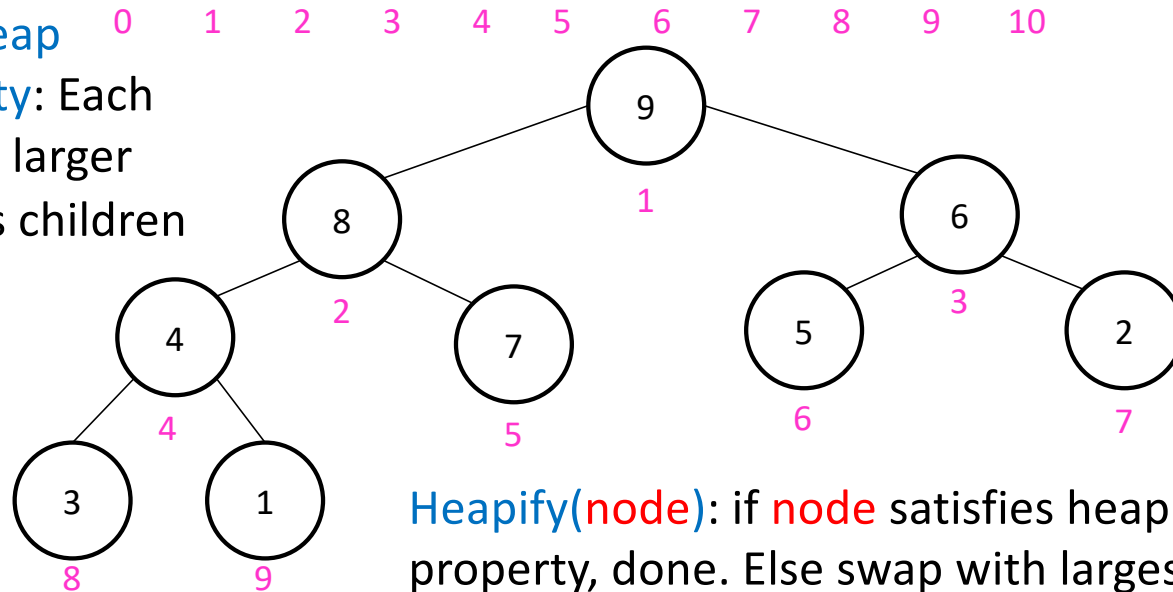 0 1 2 3 4 5 6 7 8 9 10
eap
ty: Each
larger
s children
9
1
8
2
6
3
4
4
7
5
5
6
2
7
3
8
1
9
Heapify(node): if node satisfies heap
property, done. Else swap with larges